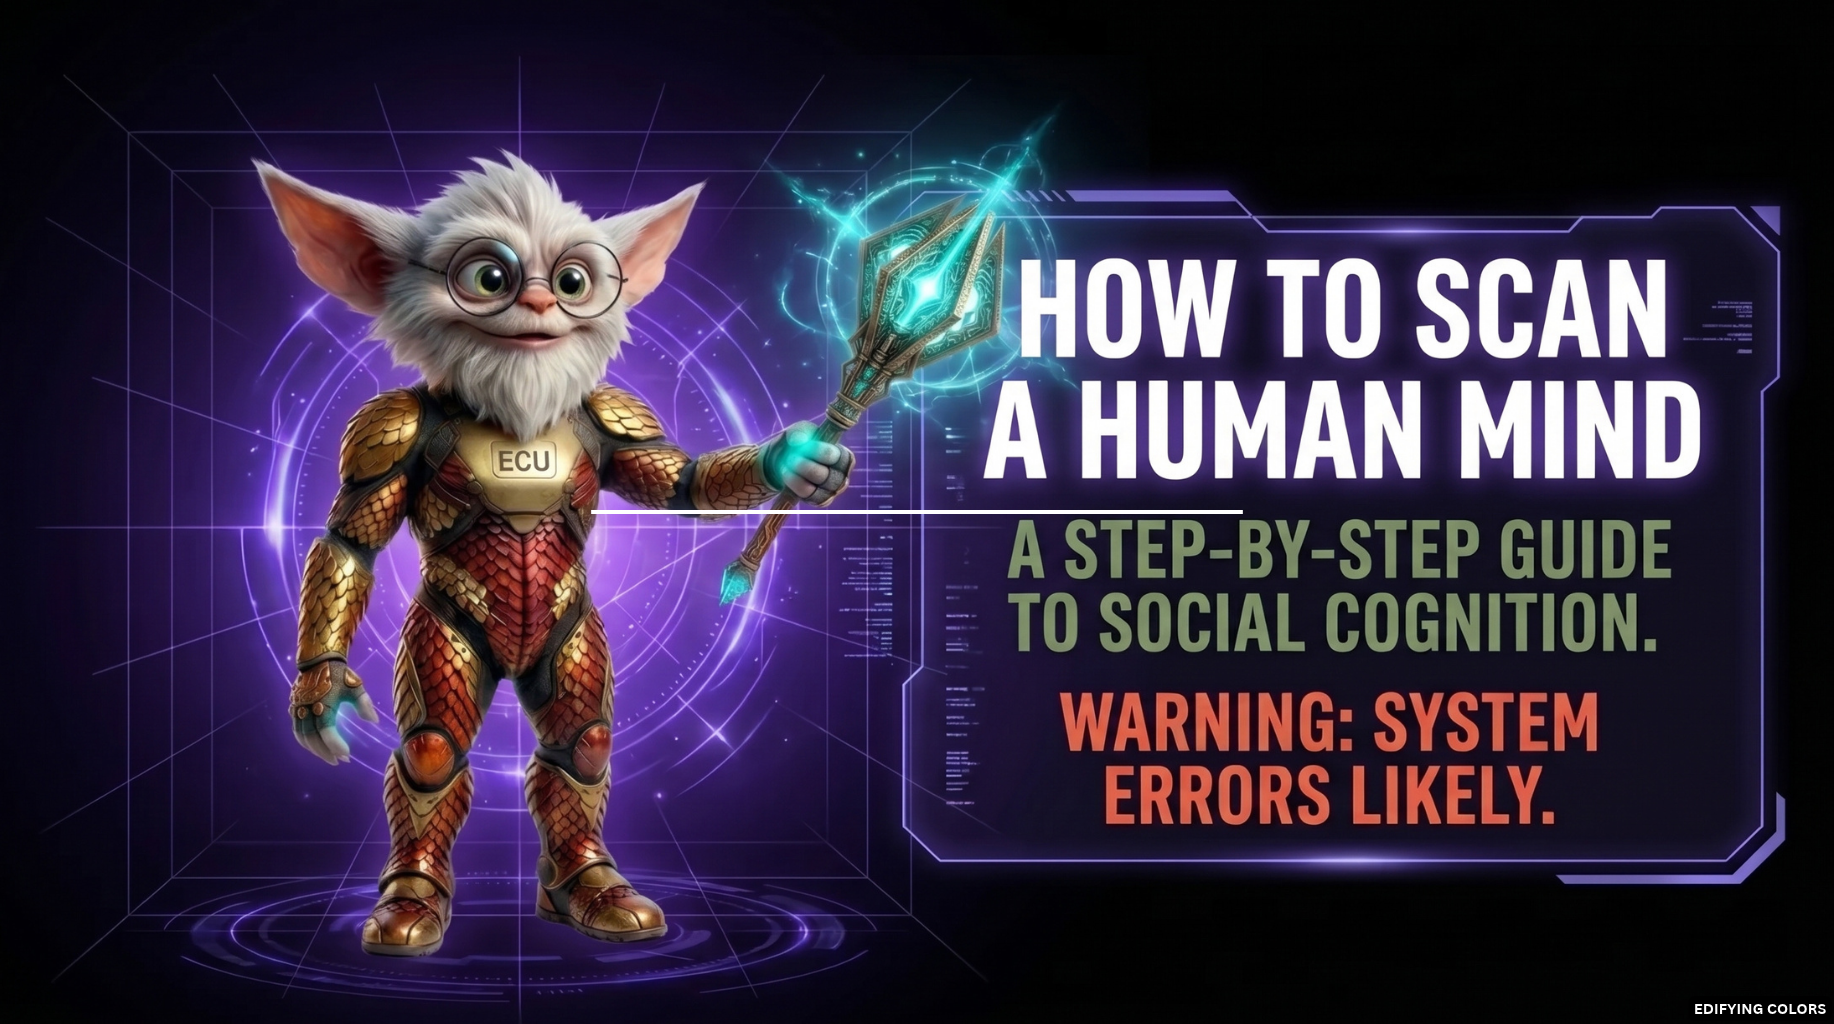 ECU
HOW TO SCAN
A HUMAN MIND
A STEP-BY-STEP GUIDE
TO SOCIAL COGNITION.
WARNING: SYSTEM
ERRORS LIKELY.
EDIFYING COLORS